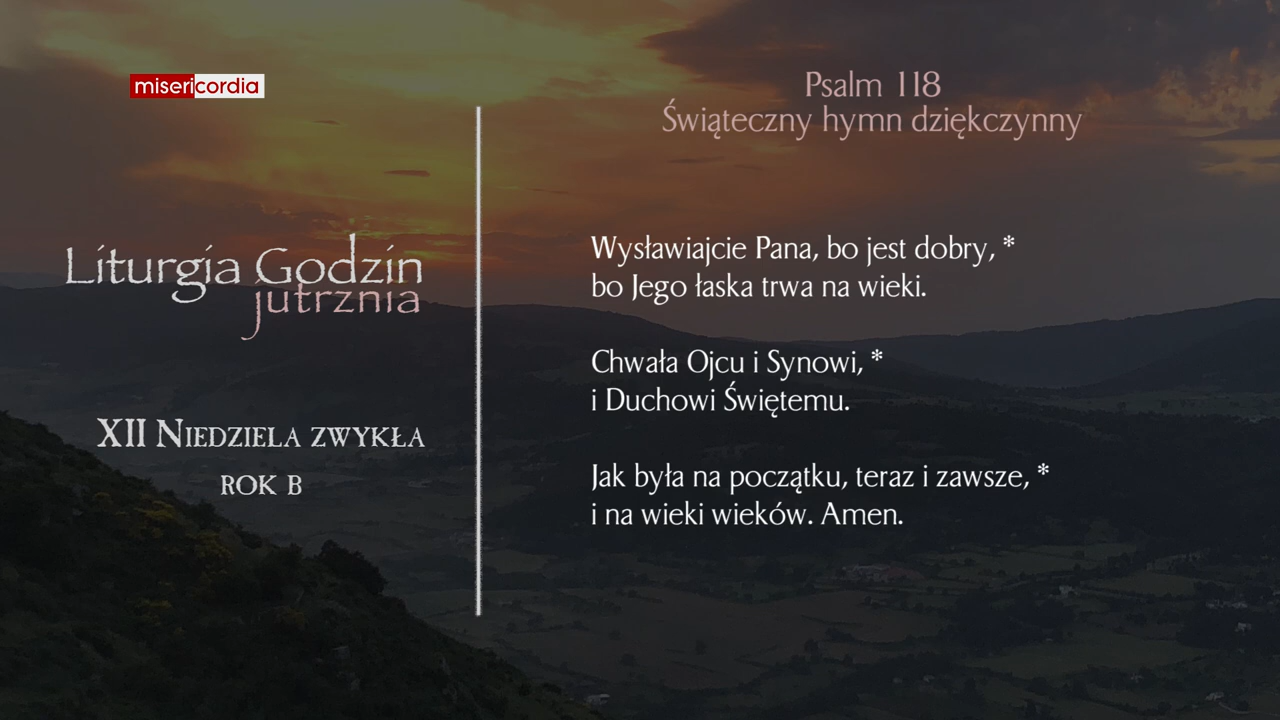 misericordia
Liturgia Godzin
jutrznia
XII Niedziela zwykła
rok B
Psalm 118
Świąteczny hymn dziękczynny
Wysławiajcie Pana, bo jest dobry, *
bo Jego łaska trwa na wieki.
Chwała Ojcu i Synowi, *
i Duchowi Świętemu.
Jak była na początku, teraz i zawsze, *
i na wieki wieków. Amen.